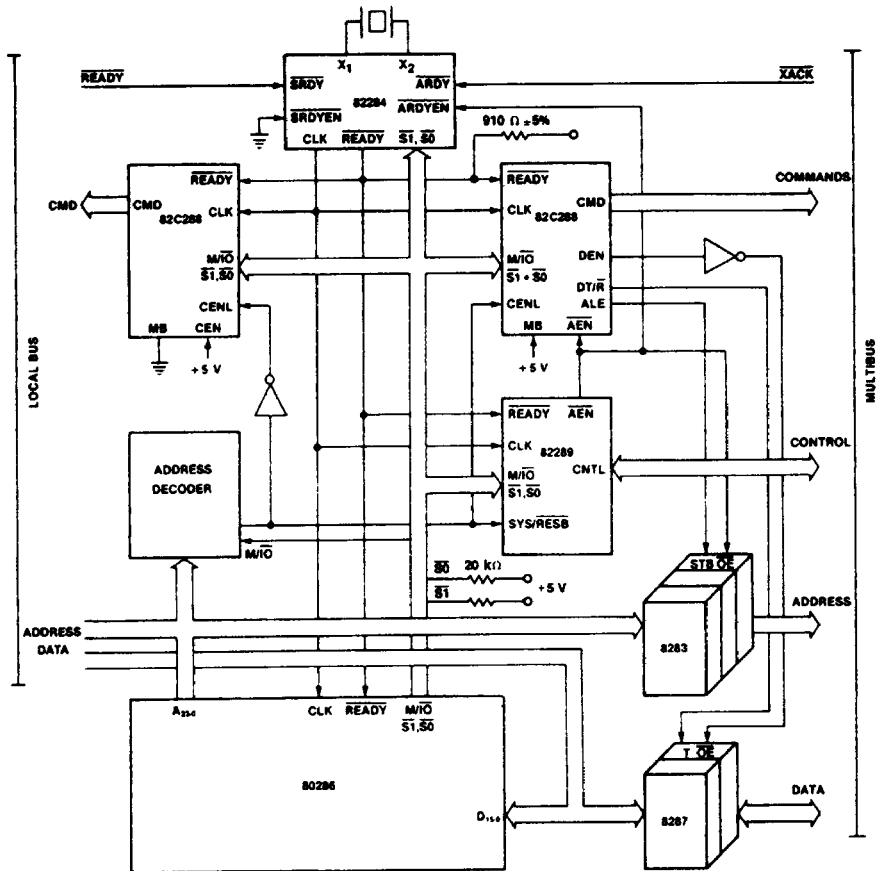 X1 X2
READY
SRDY
ARDY
XACK
82284
SRDYEN
ARDYEN
CLK READY S1, S0
910 Ω ±5%
READY
READY
COMMANDS
CMD
CMD
82C288
CLK
CLK
82C288
CMD
M/IO
S1,S0
M/IO
S1 • S0
DEN
DT/R
ALE
CENL
CENL
MB CEN
MB AEN
+5 V
+5 V
LOCAL BUS
MULTIBUS
READY AEN
CLK
82289
ADDRESS
DECODER
M/IO
S1,S0
CNTL
CONTROL
M/IO
SYS/RESB
S0 20 kΩ
S1
+5 V
STB OE
ADDRESS
DATA
8283
ADDRESS
A23-0
CLK READY M/IO
S1,S0
T OE
80286
D15-0
8287
DATA